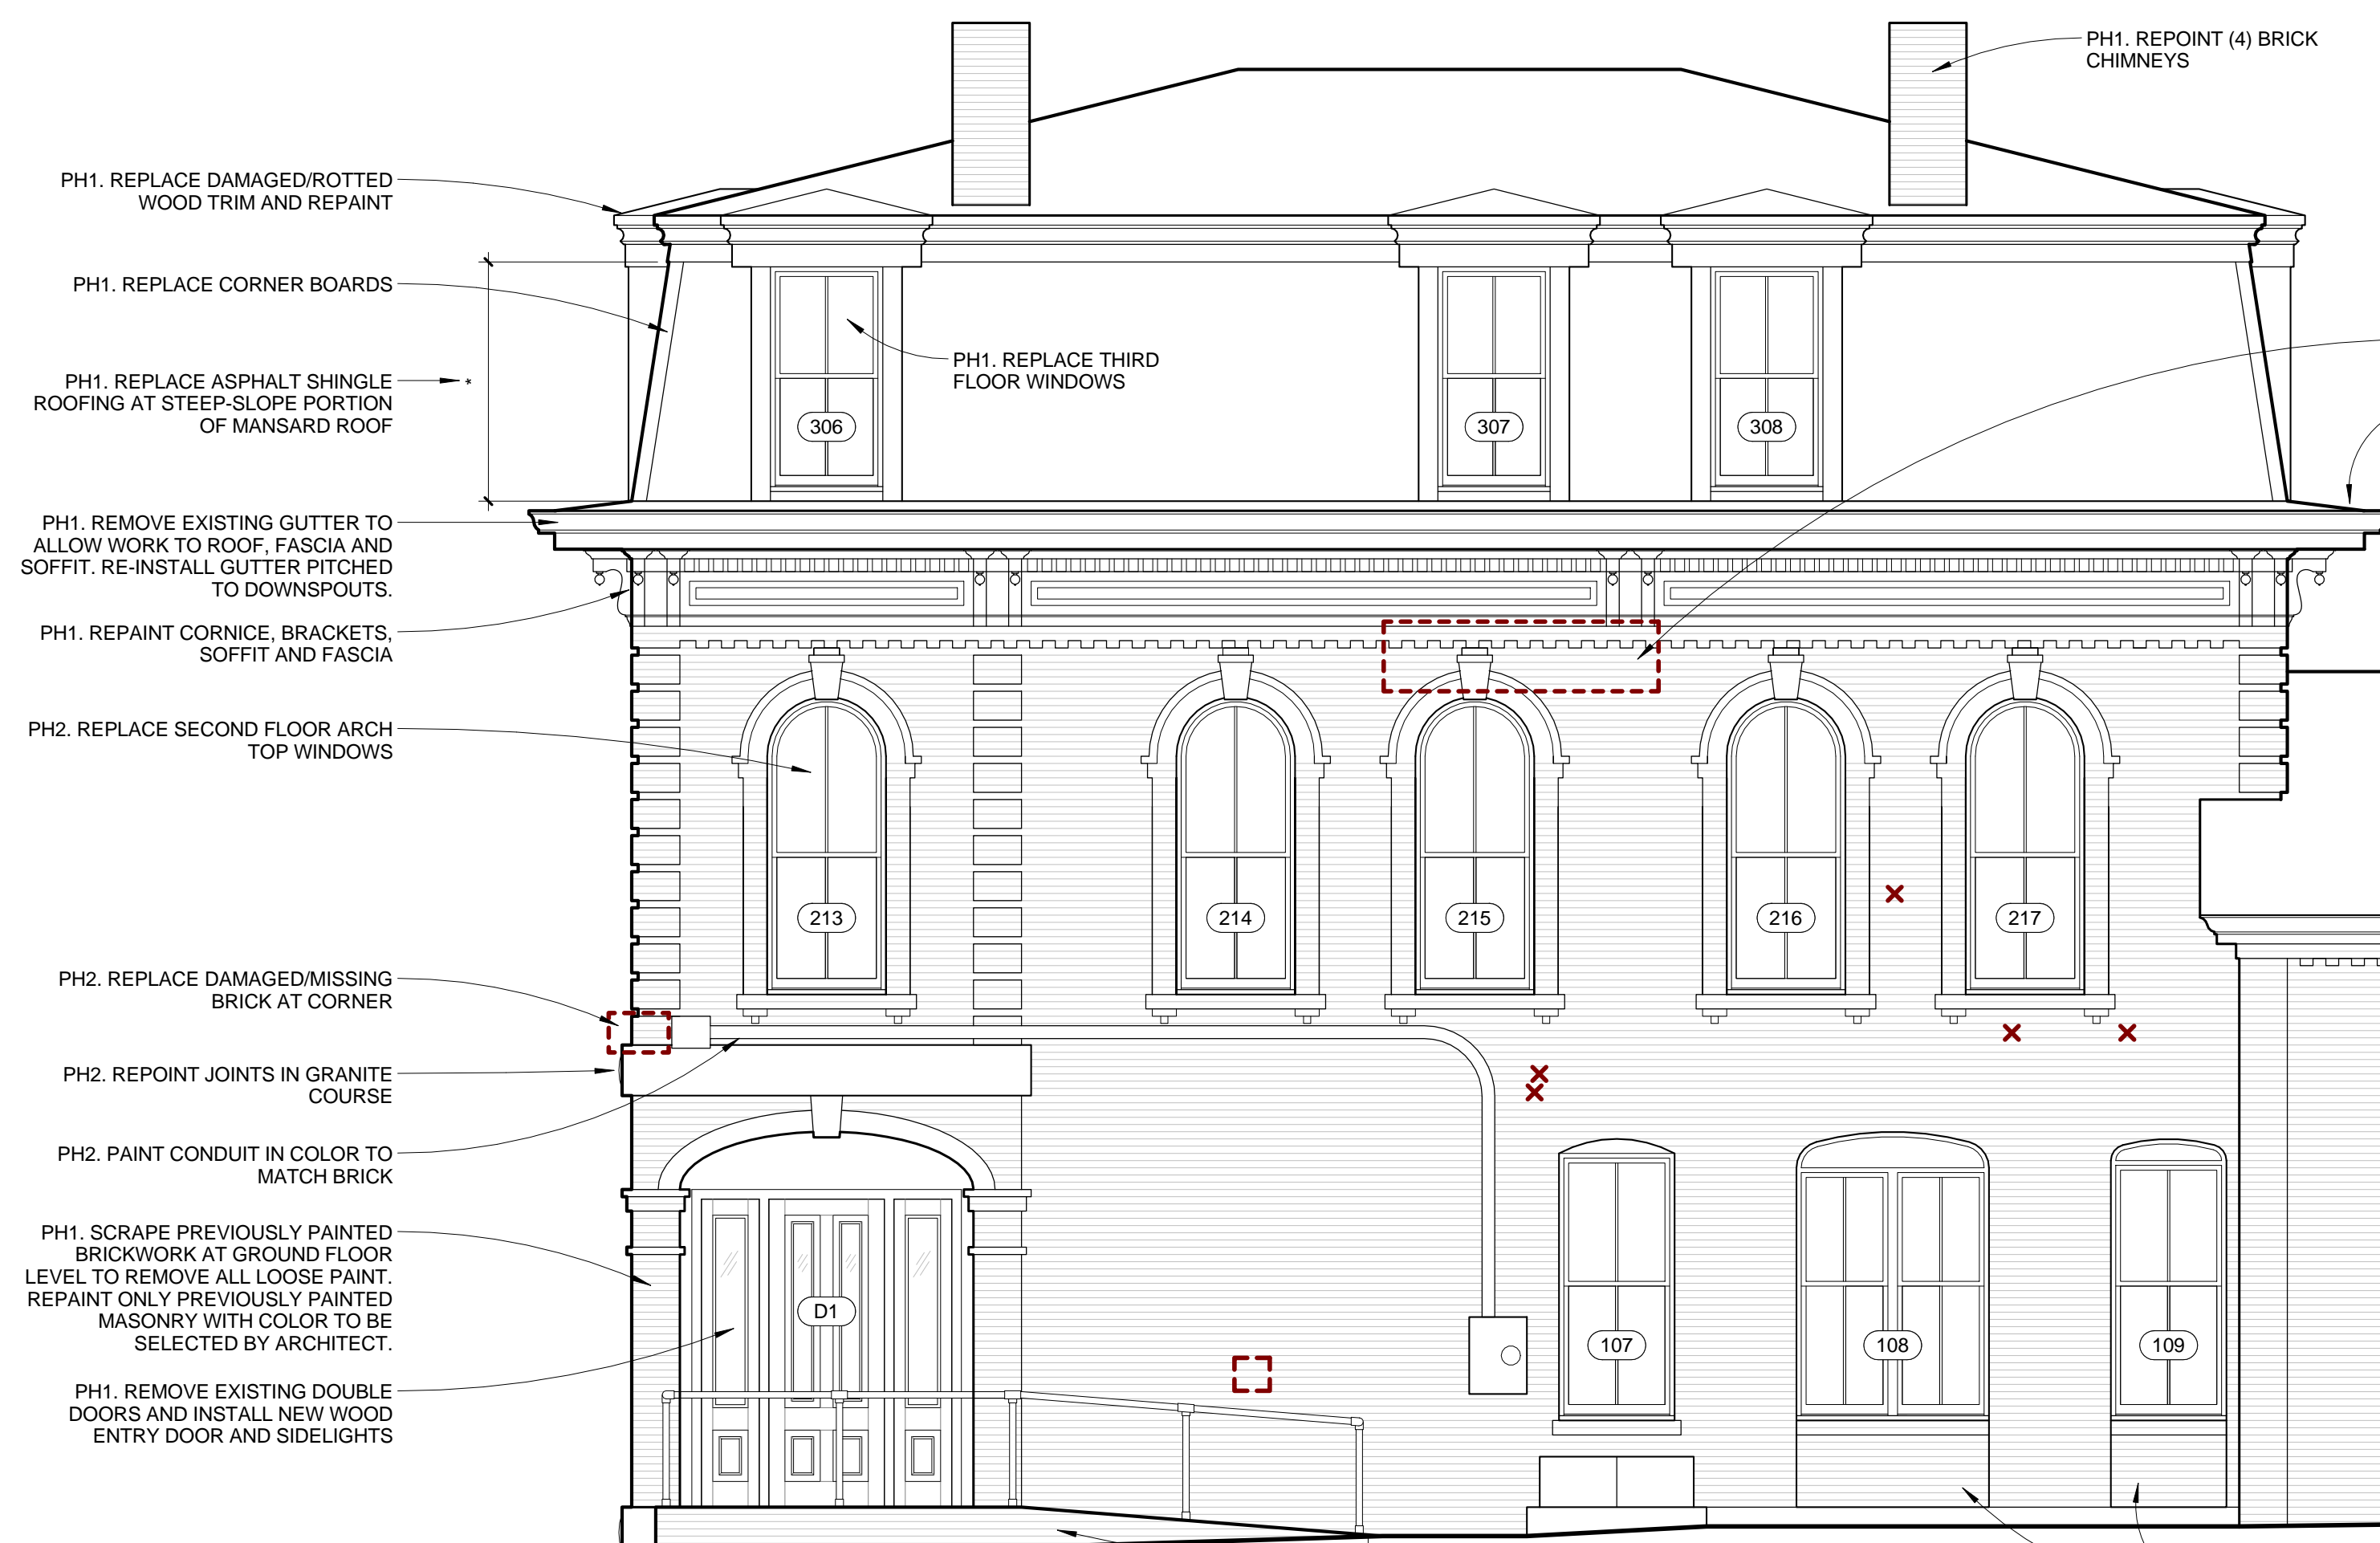 PH1. REPOINT (4) BRICK
CHIMNEYS
PH1. REPLACE DAMAGED/ROTTED
WOOD TRIM AND REPAINT
PH1. REPLACE CORNER BOARDS
PH1. REPLACE THIRD
FLOOR WINDOWS
PH1. REPLACE ASPHALT SHINGLE
ROOFING AT STEEP-SLOPE PORTION
OF MANSARD ROOF
*
306
307
308
PH1. REMOVE EXISTING GUTTER TO
ALLOW WORK TO ROOF, FASCIA AND
SOFFIT. RE-INSTALL GUTTER PITCHED
TO DOWNSPOUTS.
PH1. REPAINT CORNICE, BRACKETS,
SOFFIT AND FASCIA
PH2. REPLACE SECOND FLOOR ARCH
TOP WINDOWS
213
214
215
216
217
PH2. REPLACE DAMAGED/MISSING
BRICK AT CORNER
PH2. REPOINT JOINTS IN GRANITE
COURSE
PH2. PAINT CONDUIT IN COLOR TO
MATCH BRICK
PH1. SCRAPE PREVIOUSLY PAINTED
BRICKWORK AT GROUND FLOOR
LEVEL TO REMOVE ALL LOOSE PAINT.
REPAINT ONLY PREVIOUSLY PAINTED
MASONRY WITH COLOR TO BE
SELECTED BY ARCHITECT.
D1
107
108
109
PH1. REMOVE EXISTING DOUBLE
DOORS AND INSTALL NEW WOOD
ENTRY DOOR AND SIDELIGHTS